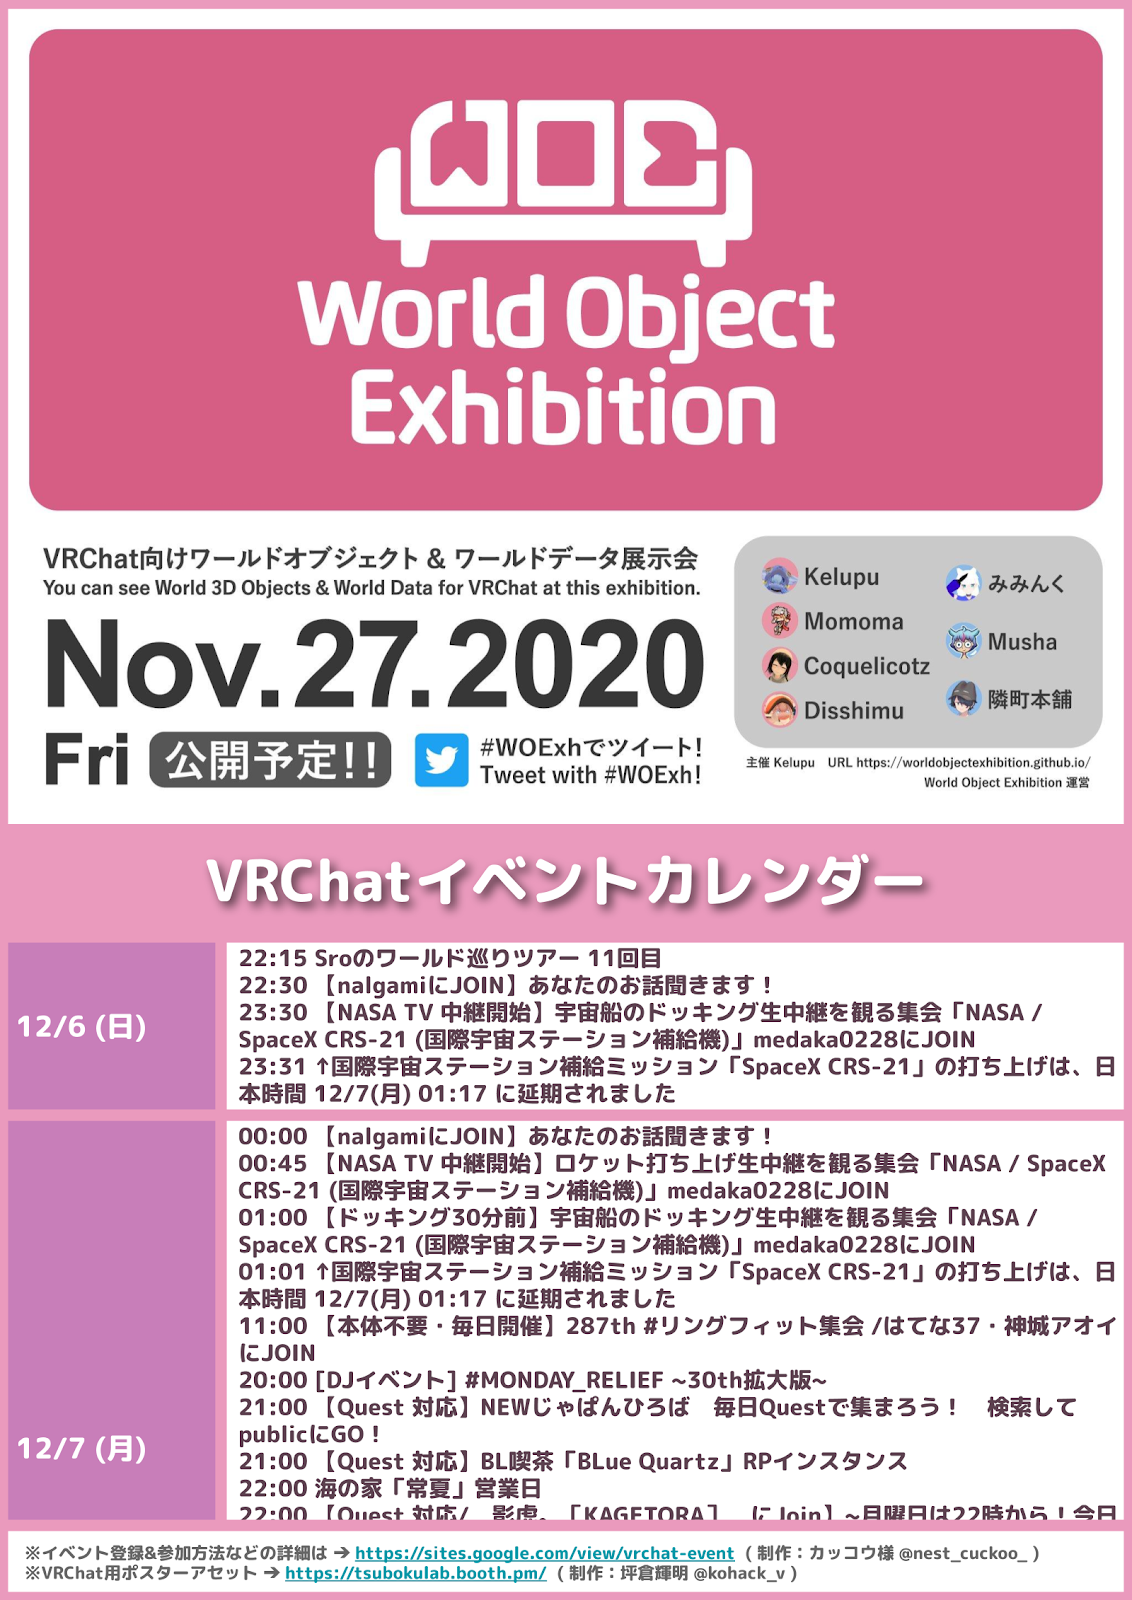 WOE
World Object
Exhibition
VRChat向けワールドオブジェクト & ワールドデータ展示会
You can see World 3D Objects & World Data for VRChat at this exhibition.
Nov.27.2020
Fri 公開予定!!
#WOExhでツイート!
Tweet with #WOExh!
Kelupu
Momoma
Coquelicotz
Disshimu
みみんく
Musha
隣町本舗
主催 Kelupu URL https://worldobjectexhibition.github.io/
World Object Exhibition 運営
VRChatイベントカレンダー
12/6 (日)
22:15 Sroのワールド巡りツアー 11回目
22:30 【nalgamiにJOIN】あなたのお話聞きます！
23:30 【NASA TV 中継開始】宇宙船のドッキング生中継を観る集会「NASA /
SpaceX CRS-21 (国際宇宙ステーション補給機)」medaka0228にJOIN
23:31 ↑国際宇宙ステーション補給ミッション「SpaceX CRS-21」の打ち上げは、日
本時間 12/7(月) 01:17 に延期されました
12/7 (月)
00:00 【nalgamiにJOIN】あなたのお話聞きます！
00:45 【NASA TV 中継開始】ロケット打ち上げ生中継を観る集会「NASA / SpaceX
CRS-21 (国際宇宙ステーション補給機)」medaka0228にJOIN
01:00 【ドッキング30分前】宇宙船のドッキング生中継を観る集会「NASA /
SpaceX CRS-21 (国際宇宙ステーション補給機)」medaka0228にJOIN
01:01 ↑国際宇宙ステーション補給ミッション「SpaceX CRS-21」の打ち上げは、日
本時間 12/7(月) 01:17 に延期されました
11:00 【本体不要・毎日開催】287th #リングフィット集会 /はてな37・神城アオイ
にJOIN
20:00 [DJイベント] #MONDAY_RELIEF ~30th拡大版~
21:00 【Quest 対応】NEWじゃぱんひろば　毎日Questで集まろう！　検索して
publicにGO！
21:00 【Quest 対応】BL喫茶「BLue Quartz」RPインスタンス
22:00 海の家「常夏」営業日
22:00 【Quest 対応/　影虎。［KAGETORA］　にJoin】~月曜日は22時から！今日
※イベント登録&参加方法などの詳細は ➔ https://sites.google.com/view/vrchat-event ( 制作：カッコウ様 @nest_cuckoo_ )
※VRChat用ポスターアセット ➔ https://tsubokulab.booth.pm/ ( 制作：坪倉輝明 @kohack_v )